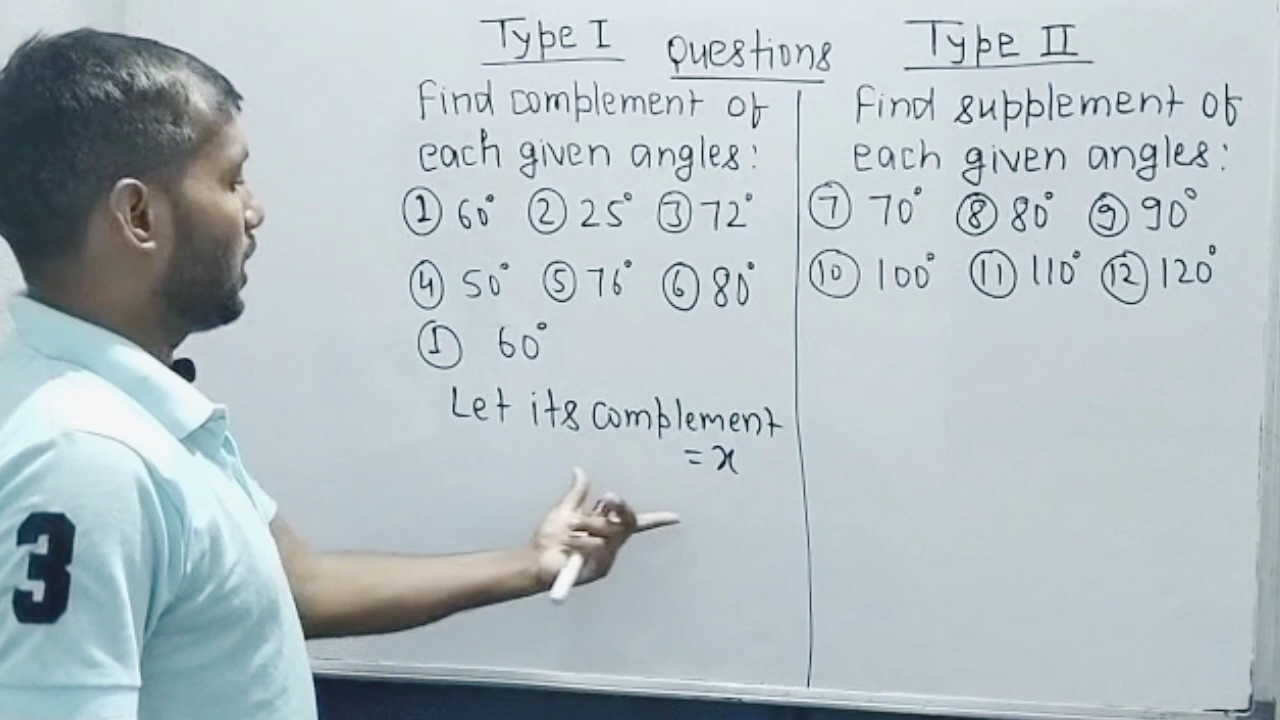 Type I
Questions
Type II
Find complement of
each given angles:
① 60° ② 25° ③ 72°
④ 50° ⑤ 76° ⑥ 80°
① 60°
Let its complement
= x
Find supplement of
each given angles:
⑦ 70° ⑧ 80° ⑨ 90°
⑩ 100° ⑪ 110° ⑫ 120°
3